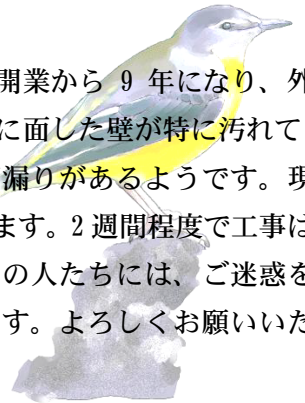 開業から 9 年になり、外
に面した壁が特に汚れて
漏りがあるようです。現
ます。2 週間程度で工事は
の人たちには、ご迷惑を
す。よろしくお願いいた